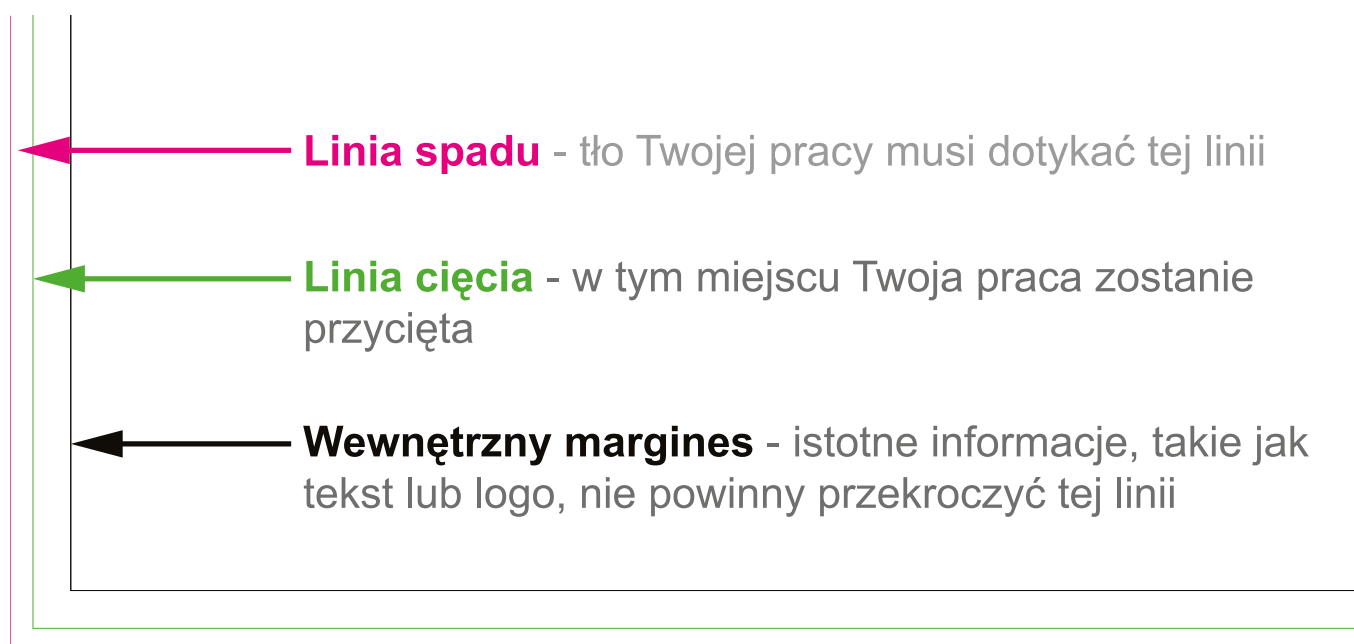 Linia spadu - tło Twojej pracy musi dotykać tej linii
Linia cięcia - w tym miejscu Twoja praca zostanie
przycięta
Wewnętrzny margines - istotne informacje, takie jak
tekst lub logo, nie powinny przekroczyć tej linii